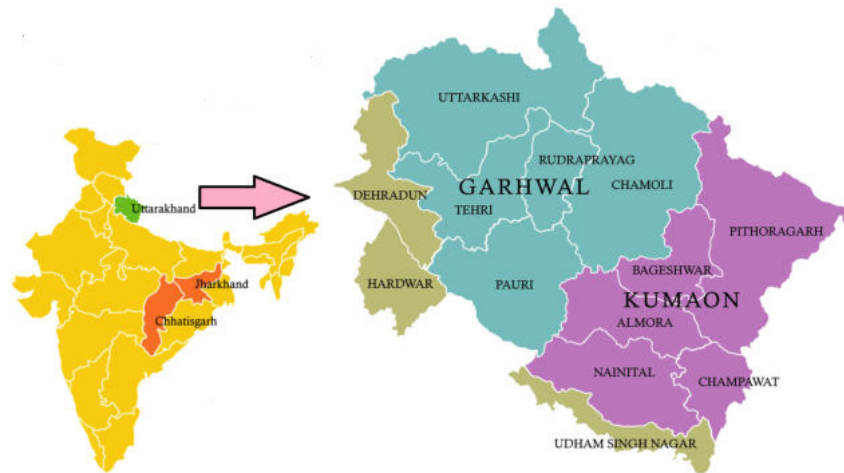 Uttarakhand
Jharkhand
Chhatisgarh
UTTARKASHI
RUDRAPRAYAG
GARHWAL
CHAMOLI
DEHRADUN
TEHRI
PITHORAGARH
HARDWAR
PAURI
BAGESHWAR
KUMAON
ALMORA
NAINITAL
CHAMPAWAT
UDHAM SINGH NAGAR